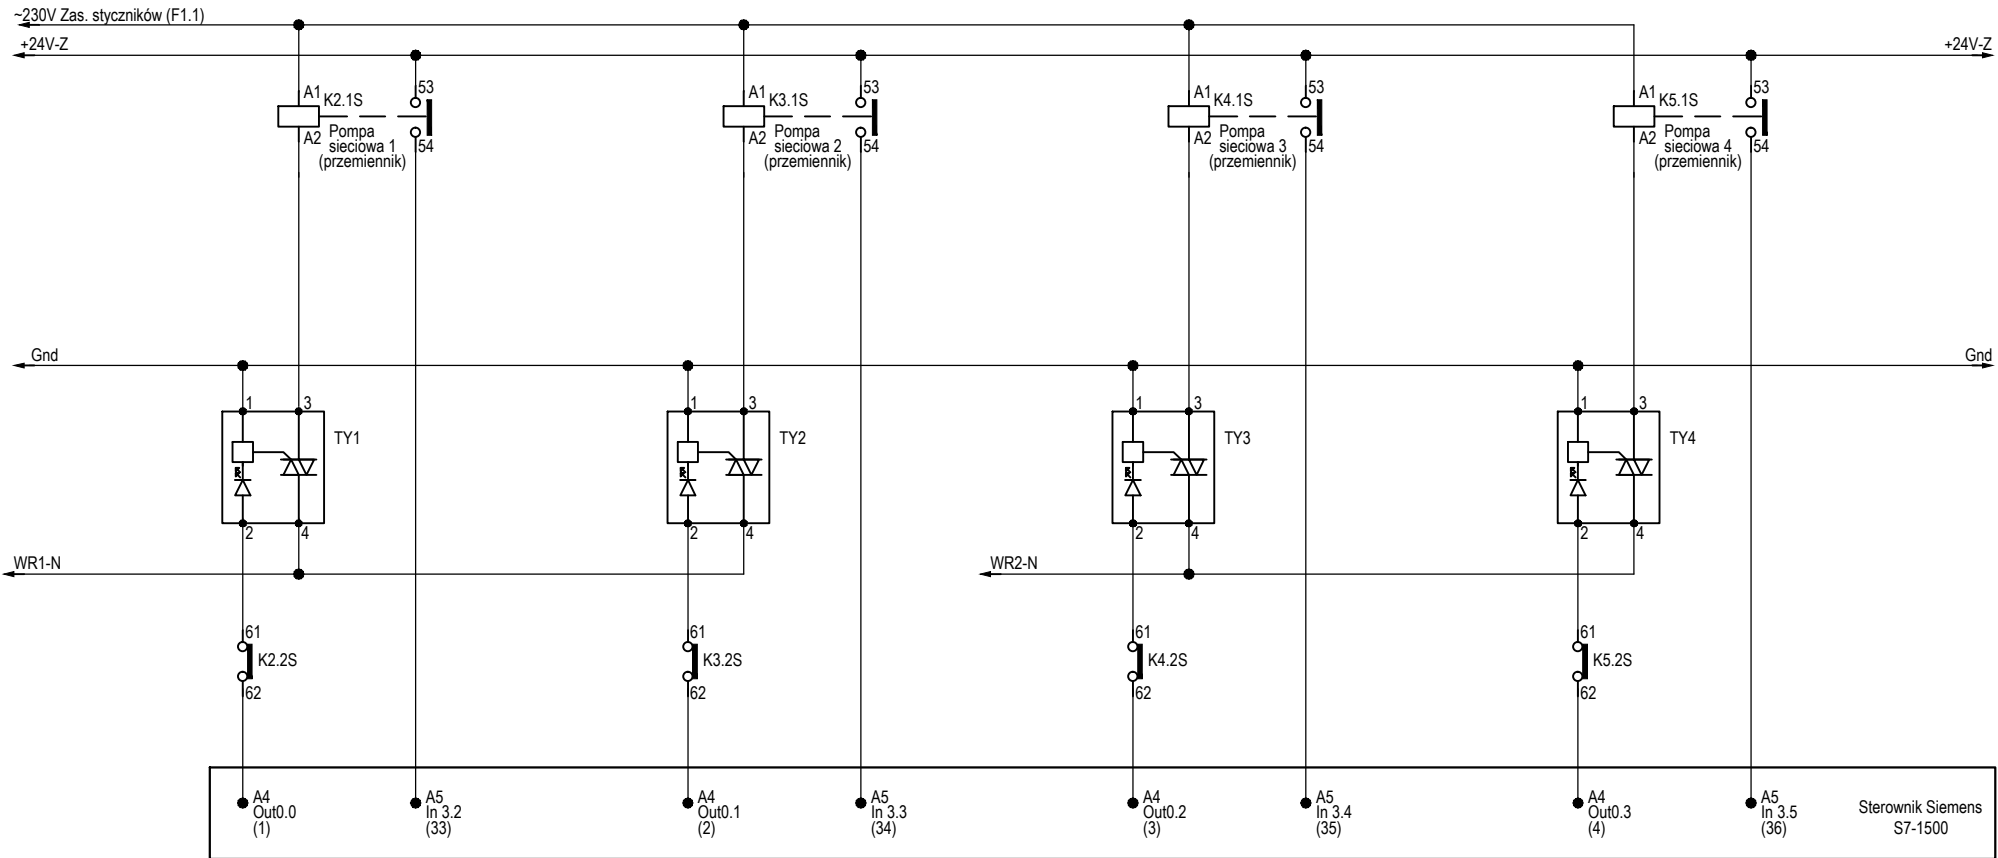 ~230V Zas. styczników (F1.1)
+24V-Z
+24V-Z
A1
K2.1S
A2
Pompa
sieciowa 1
(przemiennik)
53
54
A1
K3.1S
A2
Pompa
sieciowa 2
(przemiennik)
53
54
A1
K4.1S
A2
Pompa
sieciowa 3
(przemiennik)
53
54
A1
K5.1S
A2
Pompa
sieciowa 4
(przemiennik)
53
54
Gnd
Gnd
1
3
TY1
2
4
1
3
TY2
2
4
1
3
TY3
2
4
1
3
TY4
2
4
WR1-N
WR2-N
61
K2.2S
62
61
K3.2S
62
61
K4.2S
62
61
K5.2S
62
A4
Out0.0
(1)
A5
In 3.2
(33)
A4
Out0.1
(2)
A5
In 3.3
(34)
A4
Out0.2
(3)
A5
In 3.4
(35)
A4
Out0.3
(4)
A5
In 3.5
(36)
Sterownik Siemens
S7-1500